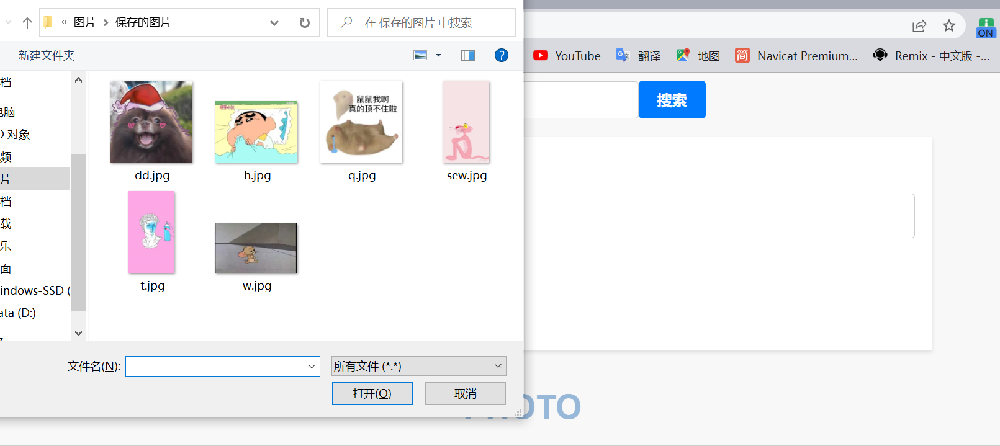 « 图片 › 保存的图片
在 保存的图片 中搜索
ON
新建文件夹
?
YouTube
翻译
地图
简
Navicat Premium...
Remix - 中文版 -...
档
电脑
D 对象
频
片
档
载
乐
面
indows-SSD (
ata (D:)
鼠鼠我啊
真的顶不住啦
dd.jpg
h.jpg
q.jpg
sew.jpg
t.jpg
w.jpg
搜索
文件名(N):
所有文件 (*.*)
打开(O)
取消
PHOTO